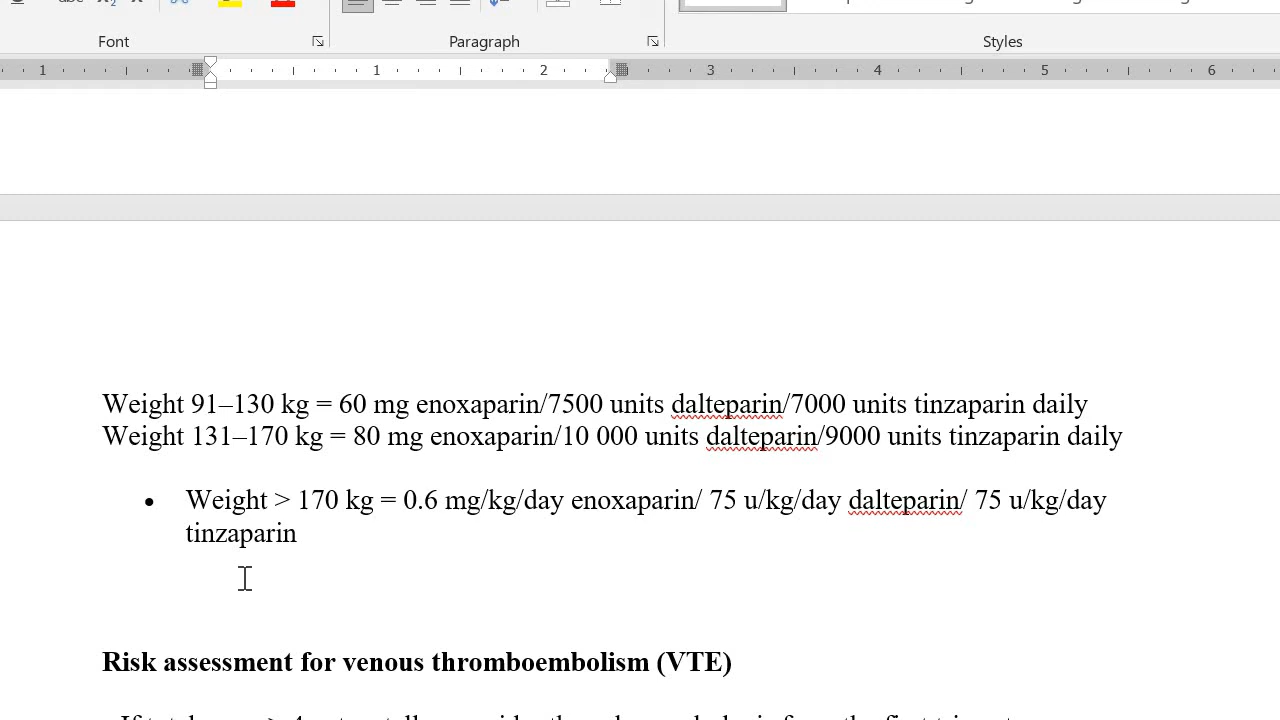 Font
Paragraph
Styles
1 1 2 3 4 5 6
Weight 91–130 kg = 60 mg enoxaparin/7500 units dalteparin/7000 units tinzaparin daily
Weight 131–170 kg = 80 mg enoxaparin/10 000 units dalteparin/9000 units tinzaparin daily
• Weight > 170 kg = 0.6 mg/kg/day enoxaparin/ 75 u/kg/day dalteparin/ 75 u/kg/day
tinzaparin
Risk assessment for venous thromboembolism (VTE)